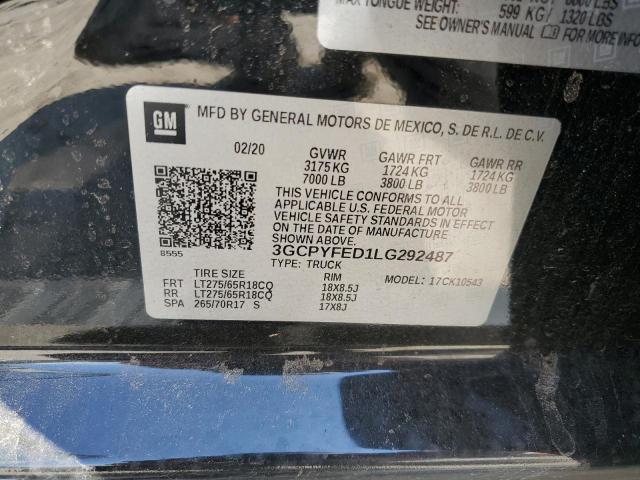 MAX TONGUE WEIGHT: 599 KG/ 1320 LBS
SEE OWNER'S MANUAL
GM
MFD BY GENERAL MOTORS DE MEXICO, S. DE R.L. DE C.V.
02/20 GVWR GAWR FRT GAWR RR
3175 KG 1724 KG 1724 KG
7000 LB 3800 LB 3800 LB
THIS VEHICLE CONFORMS TO ALL
APPLICABLE U.S. FEDERAL MOTOR
VEHICLE SAFETY STANDARDS IN EFFECT
ON THE DATE OF MANUFACTURE
SHOWN ABOVE.
8555 3GCPYFED1LG292487
TYPE: TRUCK
TIRE SIZE RIM MODEL: 17CK10543
FRT LT275/65R18CQ 18X8.5J
RR LT275/65R18CQ 18X8.5J
SPA 265/70R17 S 17X8J